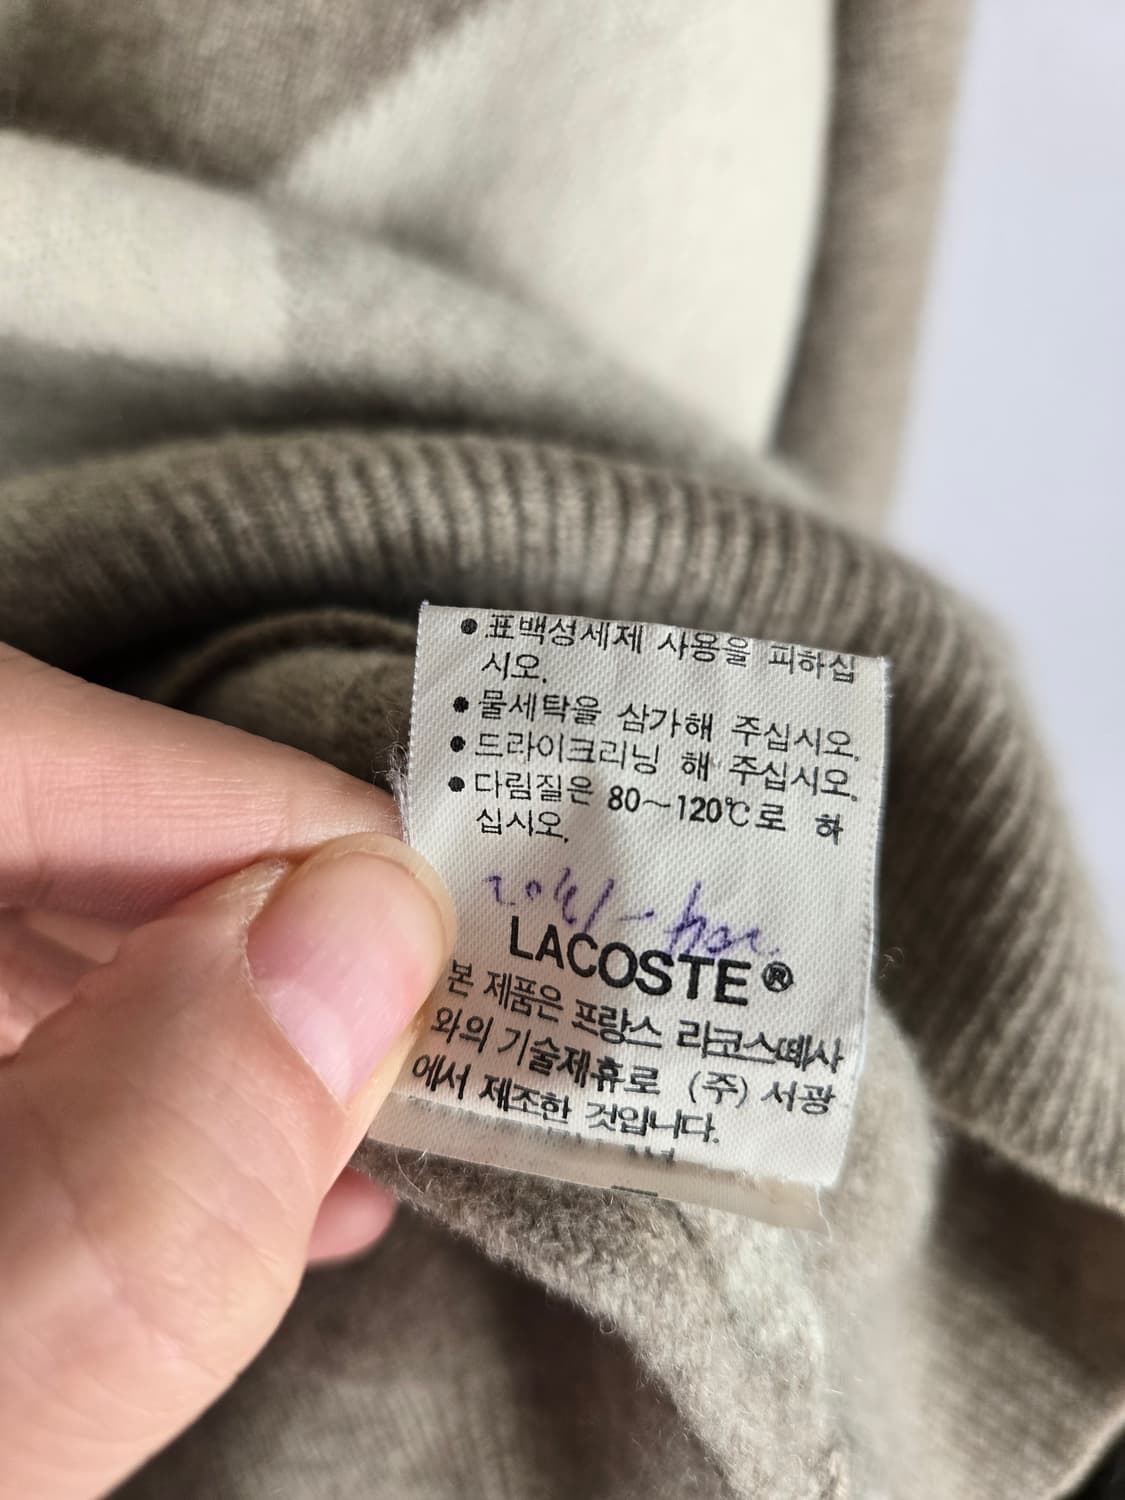 ● 표백성세제 사용을 피하십
시오.
● 물세탁을 삼가해 주십시오.
● 드라이크리닝 해 주십시오.
● 다림질은 80~120℃로 하
십시오.
LACOSTE®
본 제품은 프랑스 라코스떼사
와의 기술제휴로 (주) 서광
에서 제조한 것입니다.